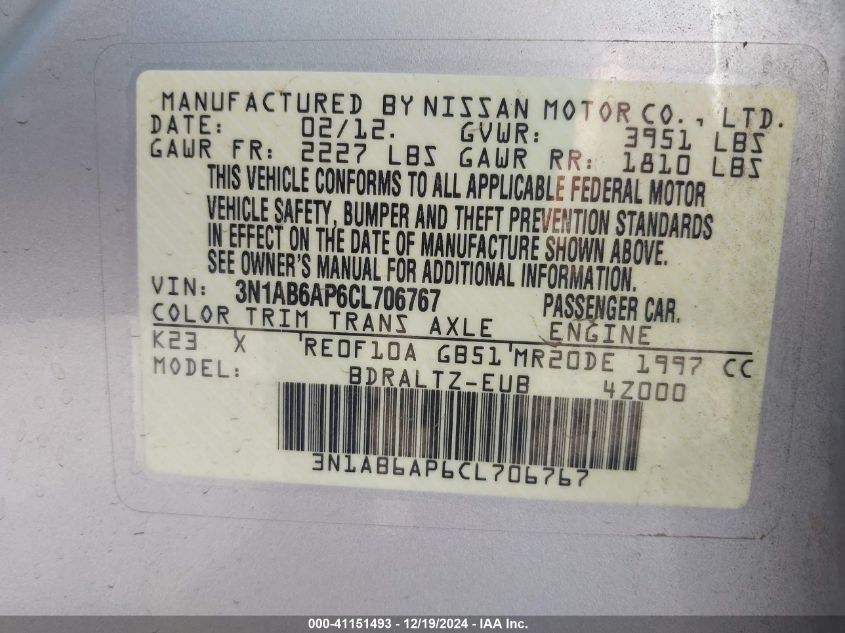 MANUFACTURED BY NISSAN MOTOR CO., LTD.
DATE: 02/12. GVWR: 3951 LBS
GAWR FR: 2227 LBS GAWR RR: 1810 LBS
THIS VEHICLE CONFORMS TO ALL APPLICABLE FEDERAL MOTOR
VEHICLE SAFETY, BUMPER AND THEFT PREVENTION STANDARDS
IN EFFECT ON THE DATE OF MANUFACTURE SHOWN ABOVE.
SEE OWNER'S MANUAL FOR ADDITIONAL INFORMATION.
VIN: 3N1AB6AP6CL706767 PASSENGER CAR.
COLOR TRIM TRANS AXLE ENGINE
K23 X RE0F10A GB51 MR20DE 1997 CC
MODEL: BDRALTZ-EUB 4Z000
3N1AB6AP6CL706767
000-41151493 - 12/19/2024 - IAA Inc.